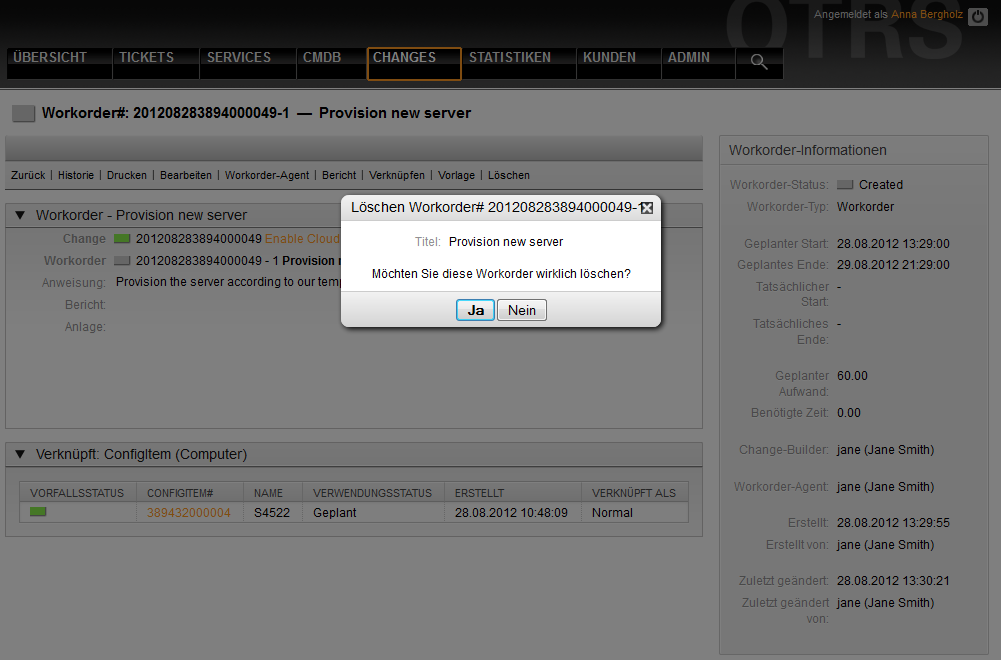 OTRS
Angemeldet als Anna Bergholz
ÜBERSICHT TICKETS SERVICES CMDB CHANGES STATISTIKEN KUNDEN ADMIN
Workorder#: 201208283894000049-1 — Provision new server
Zurück | Historie | Drucken | Bearbeiten | Workorder-Agent | Bericht | Verknüpfen | Vorlage | Löschen
Workorder - Provision new server
Change 201208283894000049 Enable Cloud
Workorder 201208283894000049 - 1 Provision
Anweisung: Provision the server according to our
Bericht:
Anlage:
Löschen Workorder# 201208283894000049-1
Titel: Provision new server
Möchten Sie diese Workorder wirklich löschen?
Ja Nein
Verknüpft: ConfigItem (Computer)
VORFALLSSTATUS CONFIGITEM# NAME VERWENDUNGSSTATUS ERSTELLT VERKNÜPFT ALS
389432000004 S4522 Geplant 28.08.2012 10:48:09 Normal
Workorder-Informationen
Workorder-Status: Created
Workorder-Typ: Workorder
Geplanter Start: 28.08.2012 13:29:00
Geplantes Ende: 29.08.2012 21:29:00
Tatsächlicher -
Start:
Tatsächliches -
Ende:
Geplanter 60.00
Aufwand:
Benötigte Zeit: 0.00
Change-Builder: jane (Jane Smith)
Workorder-Agent: jane (Jane Smith)
Erstellt: 28.08.2012 13:29:55
Erstellt von: jane (Jane Smith)
Zuletzt geändert: 28.08.2012 13:30:21
Zuletzt geändert jane (Jane Smith)
von: